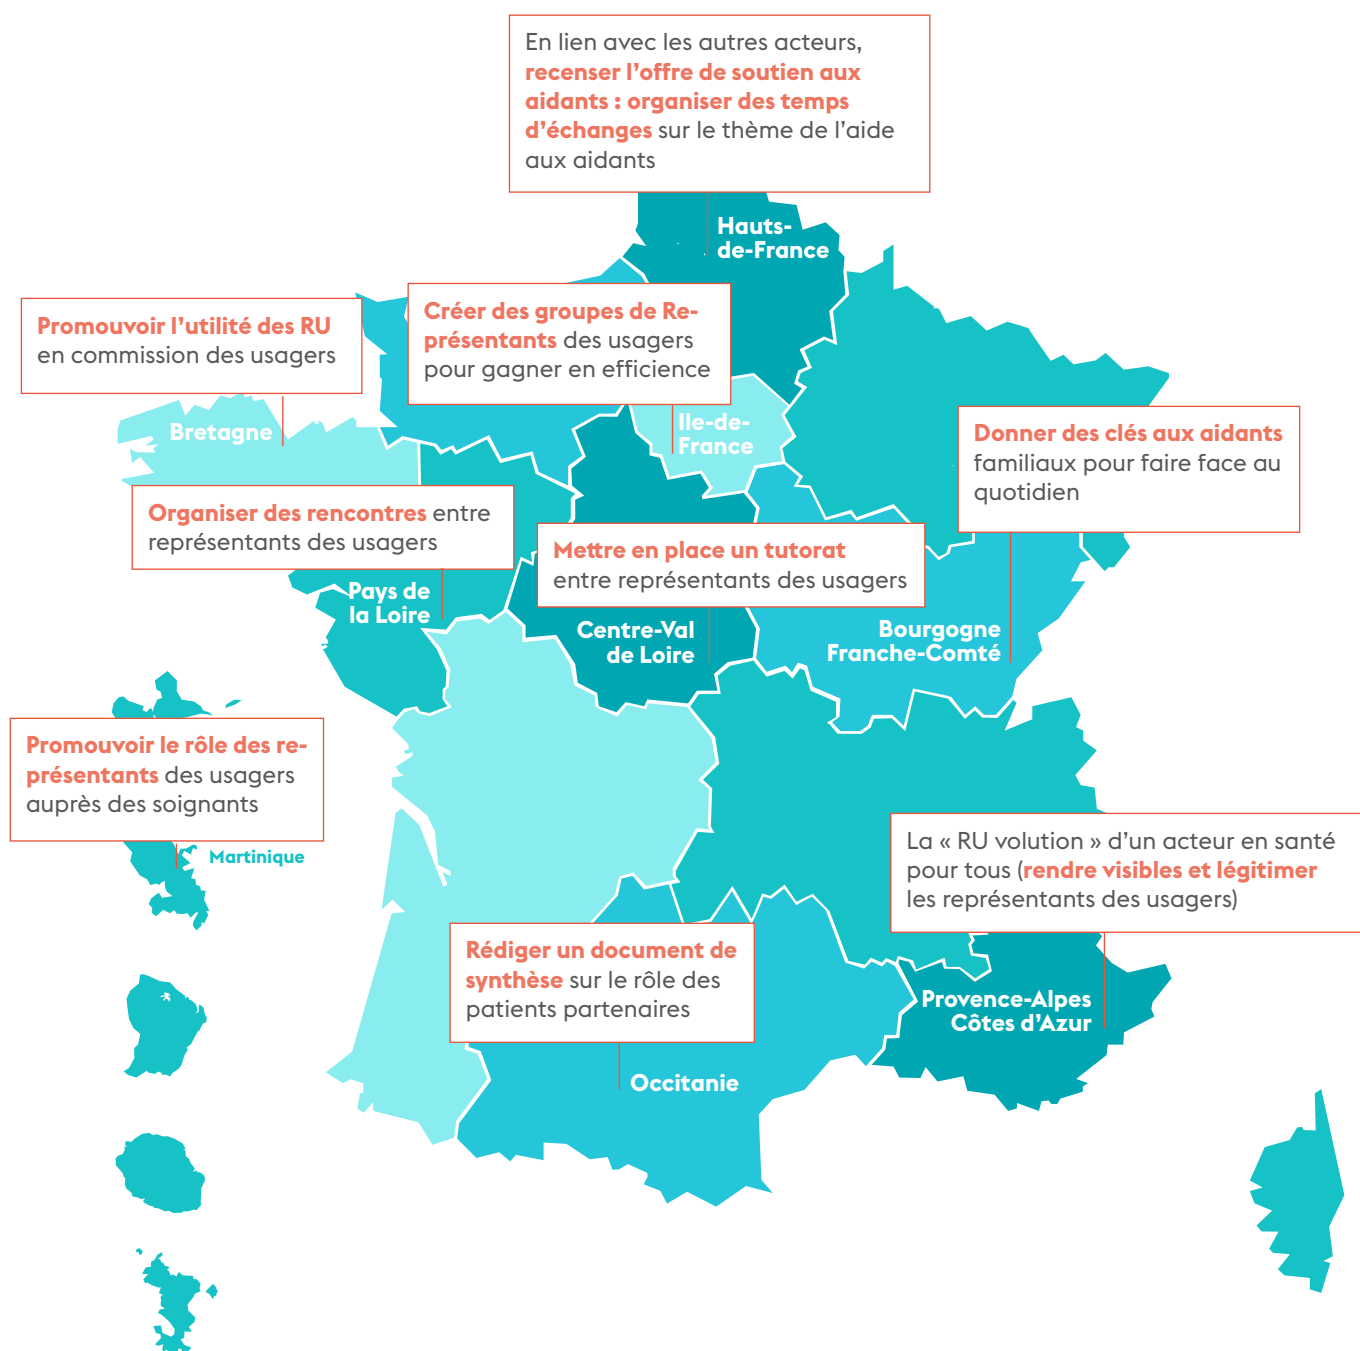 En lien avec les autres acteurs,
recenser l’offre de soutien aux
aidants : organiser des temps
d’échanges sur le thème de l’aide
aux aidants
Hauts-
de-France
Promouvoir l’utilité des RU
en commission des usagers
Bretagne
Créer des groupes de Re-
présentants des usagers
pour gagner en efficience
Ile-de-
France
Donner des clés aux aidants
familiaux pour faire face au
quotidien
Bourgogne
Franche-Comté
Organiser des rencontres entre
représentants des usagers
Pays de
la Loire
Mettre en place un tutorat
entre représentants des usagers
Centre-Val
de Loire
Promouvoir le rôle des re-
présentants des usagers
auprès des soignants
Martinique
La « RU volution » d’un acteur en santé
pour tous (rendre visibles et légitimer
les représentants des usagers)
Provence-Alpes
Côtes d’Azur
Rédiger un document de
synthèse sur le rôle des
patients partenaires
Occitanie